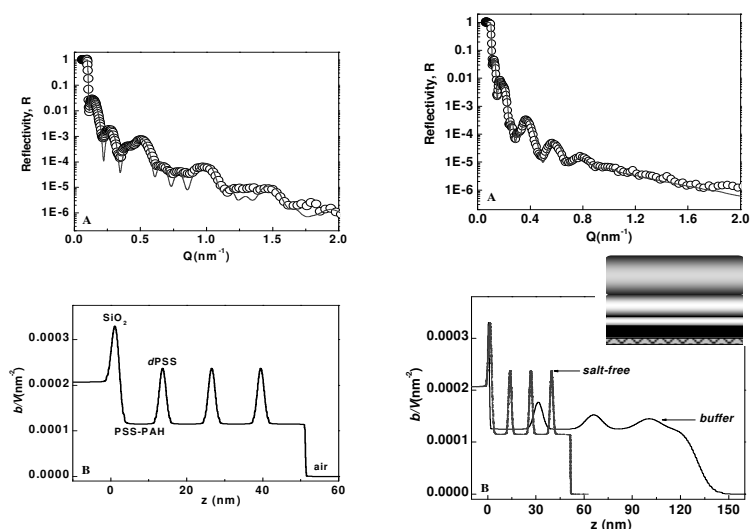 1
0.1
0.01
1E-3
1E-4
1E-5
1E-6
Reflectivity, R
A
0.0
0.5
1.0
1.5
2.0
Q(nm⁻¹)
1
0.1
0.01
1E-3
1E-4
1E-5
1E-6
Reflectivity, R
A
0.0
0.4
0.8
1.2
1.6
2.0
Q(nm⁻¹)
0.0003
0.0002
0.0001
0.0000
b/V(nm⁻²)
SiO₂
dPSS
PSS-PAH
air
B
0
20
40
60
z (nm)
0.0003
0.0002
0.0001
0.0000
b/V(nm⁻²)
salt-free
buffer
B
0
30
60
90
120
150
z (nm)